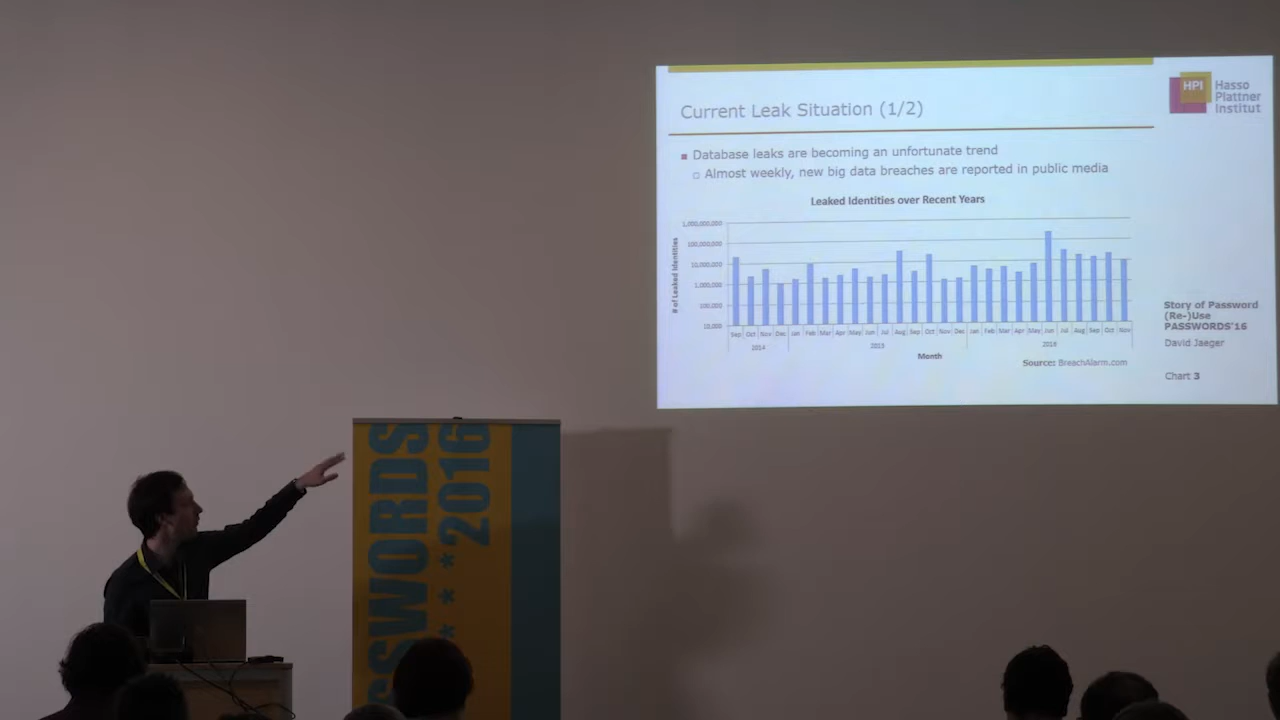 HPI Hasso
Plattner
Institut
Current Leak Situation (1/2)
Database leaks are becoming an unfortunate trend
Almost weekly, new big data breaches are reported in public media
Leaked Identities over Recent Years
# of Leaked Identities
1,000,000,000
100,000,000
10,000,000
1,000,000
100,000
10,000
Sep Oct Nov Dec Jan Feb Mar Apr May Jun Jul Aug Sep Oct Nov Dec Jan Feb Mar Apr May Jun Jul Aug Sep Oct Nov
2014 2015 2016
Month
Source: BreachAlarm.com
Story of Password
(Re-)Use
PASSWORDS'16
David Jaeger
Chart 3
SSWORDS
2016
* * *